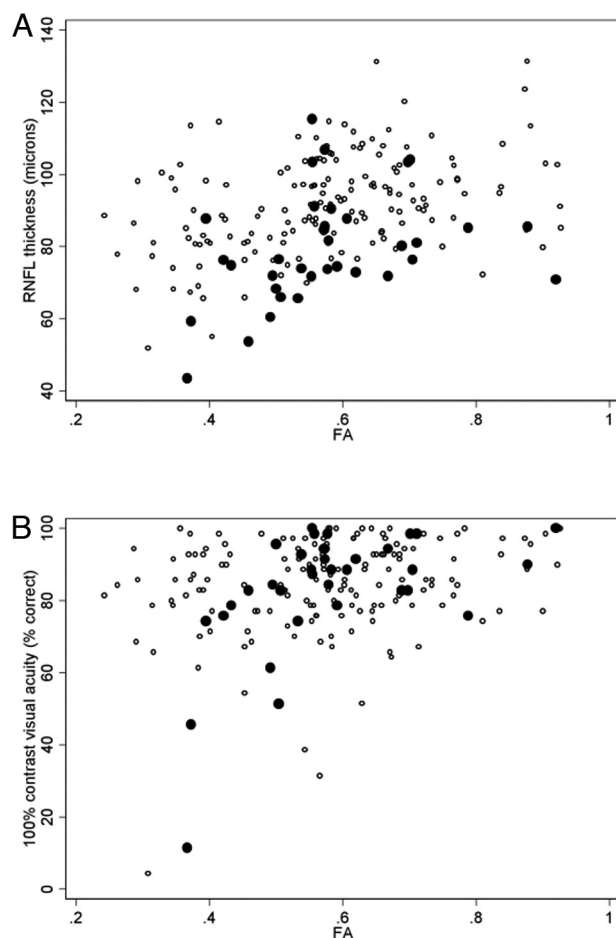 A
RNFL thickness (microns)
140
120
100
80
60
40
.2 .4 .6 .8 1
FA
B
100% contrast visual acuity (% correct)
100
80
60
40
20
0
.2 .4 .6 .8 1
FA